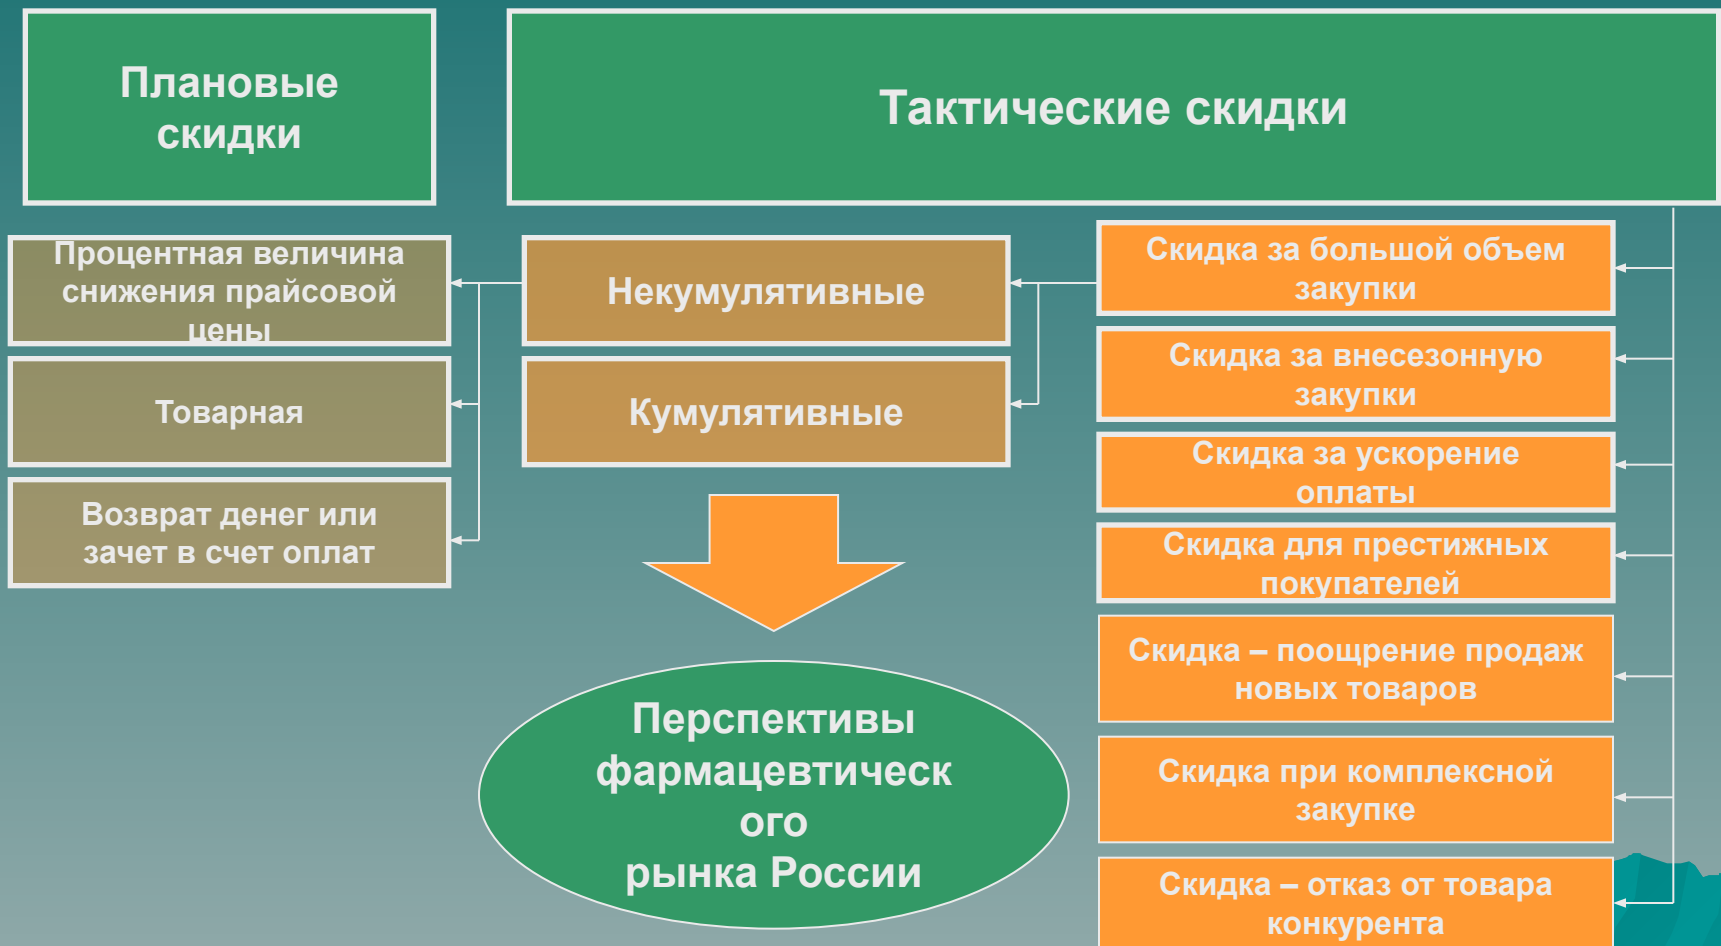 Плановые
скидки
Тактические скидки
Процентная величина
снижения прайсовой
цены
Товарная
Возврат денег или
зачет в счет оплат
Некумулятивные
Кумулятивные
Скидка за большой объем
закупки
Скидка за внесезонную
закупки
Скидка за ускорение
оплаты
Скидка для престижных
покупателей
Скидка – поощрение продаж
новых товаров
Скидка при комплексной
закупке
Скидка – отказ от товара
конкурента
Перспективы
фармацевтическ
ого
рынка России